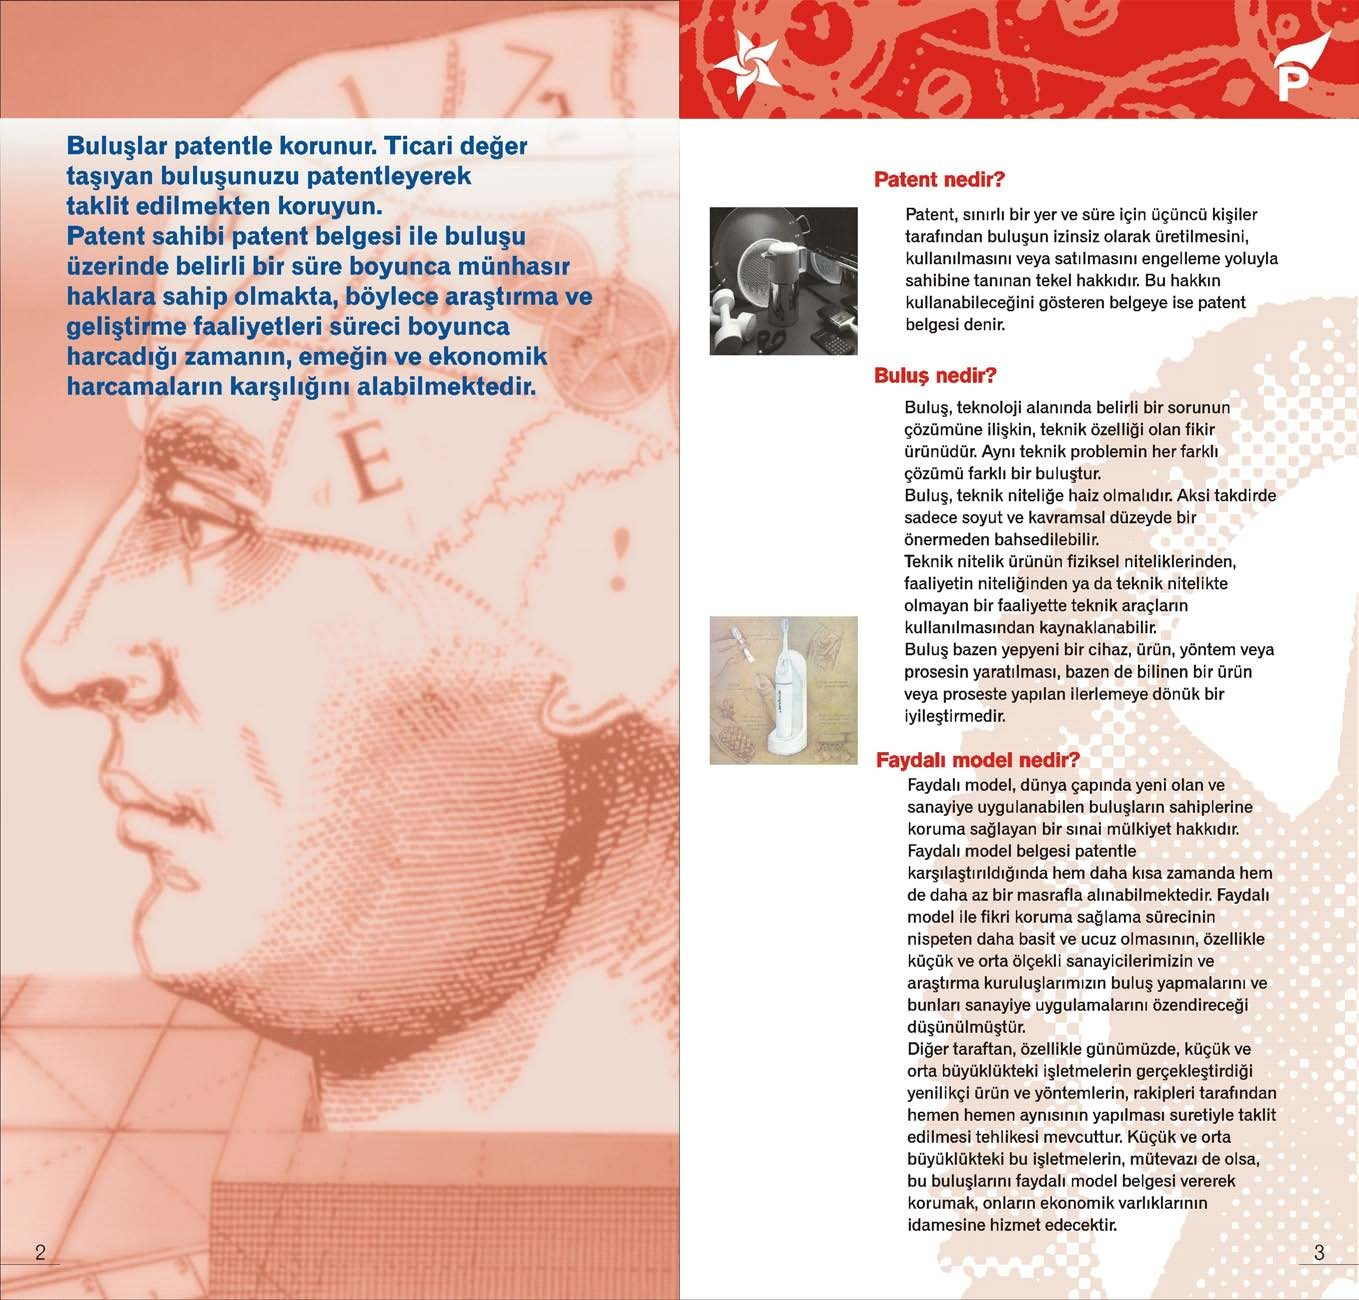 Buluşlar patentle korunur. Ticari değer
taşıyan buluşunuzu patentleyerek
taklit edilmekten koruyun.
Patent sahibi patent belgesi ile buluşu
üzerinde belirli bir süre boyunca münhasır
haklara sahip olmakta, böylece araştırma ve
geliştirme faaliyetleri süreci boyunca
harcadığı zamanın, emeğin ve ekonomik
harcamaların karşılığını alabilmektedir.
E
d
!
2
P
Patent nedir?
Patent, sınırlı bir yer ve süre için üçüncü kişiler
tarafından buluşun izinsiz olarak üretilmesini,
kullanılmasını veya satılmasını engelleme yoluyla
sahibine tanınan tekel hakkıdır. Bu hakkın
kullanabileceğini gösteren belgeye ise patent
belgesi denir.
Buluş nedir?
Buluş, teknoloji alanında belirli bir sorunun
çözümüne ilişkin, teknik özelliği olan fikir
ürünüdür. Aynı teknik problemin her farklı
çözümü farklı bir buluştur.
Buluş, teknik niteliğe haiz olmalıdır. Aksi takdirde
sadece soyut ve kavramsal düzeyde bir
önermeden bahsedilebilir.
Teknik nitelik ürünün fiziksel niteliklerinden,
faaliyetin niteliğinden ya da teknik nitelikte
olmayan bir faaliyette teknik araçların
kullanılmasından kaynaklanabilir.
Buluş bazen yepyeni bir cihaz, ürün, yöntem veya
prosesin yaratılması, bazen de bilinen bir ürün
veya proseste yapılan ilerlemeye dönük bir
iyileştirmedir.
Faydalı model nedir?
Faydalı model, dünya çapında yeni olan ve
sanayiye uygulanabilen buluşların sahiplerine
koruma sağlayan bir sınai mülkiyet hakkıdır.
Faydalı model belgesi patentle
karşılaştırıldığında hem daha kısa zamanda hem
de daha az bir masrafla alınabilmektedir. Faydalı
model ile fikri koruma sağlama sürecinin
nispeten daha basit ve ucuz olmasının, özellikle
küçük ve orta ölçekli sanayicilerimizin ve
araştırma kuruluşlarımızın buluş yapmalarını ve
bunları sanayiye uygulamalarını özendireceği
düşünülmüştür.
Diğer taraftan, özellikle günümüzde, küçük ve
orta büyüklükteki işletmelerin gerçekleştirdiği
yenilikçi ürün ve yöntemlerin, rakipleri tarafından
hemen hemen aynısının yapılması suretiyle taklit
edilmesi tehlikesi mevcuttur. Küçük ve orta
büyüklükteki bu işletmelerin, mütevazı de olsa,
bu buluşlarını faydalı model belgesi vererek
korumak, onların ekonomik varlıklarının
idamesine hizmet edecektir.
3